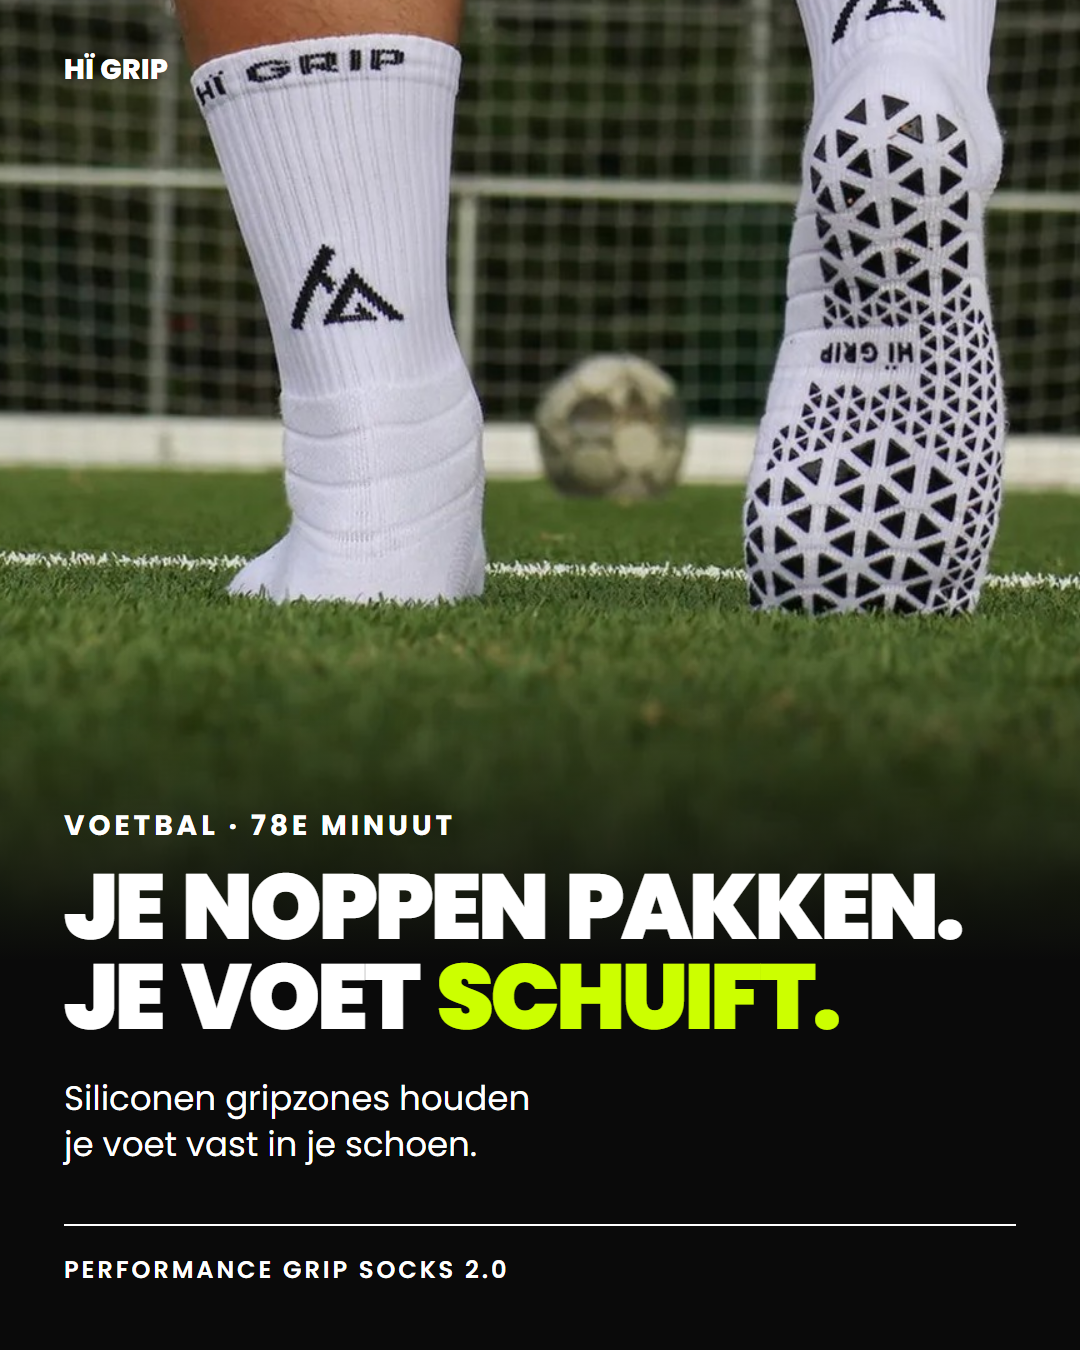 HÏ GRIP
HÏ GRIP
HÏ GRIP
VOETBAL · 78E MINUUT
JE NOPPEN PAKKEN.
JE VOET SCHUIFT.
Siliconen gripzones houden
je voet vast in je schoen.
PERFORMANCE GRIP SOCKS 2.0